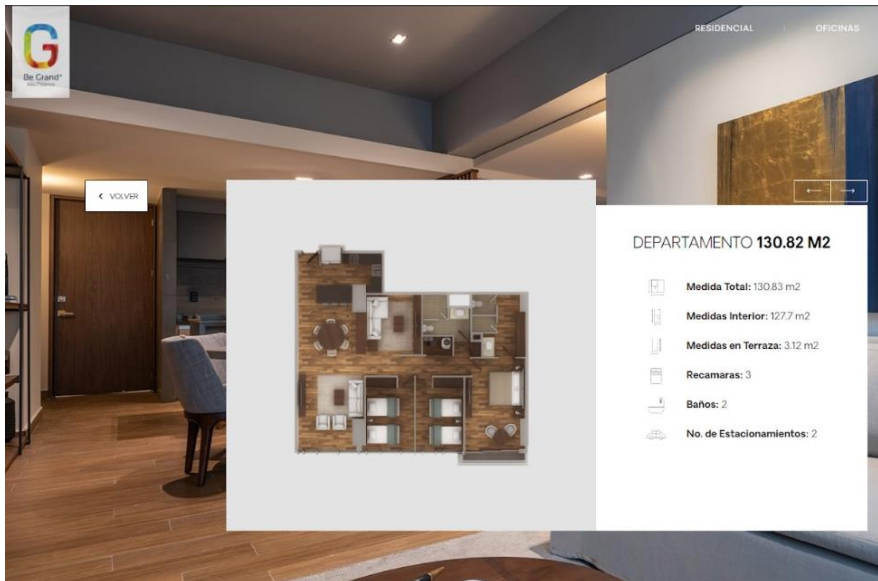 RESIDENCIAL | OFICINAS
G
Be Grand®
VOLVER
DEPARTAMENTO 130.82 M2
Medida Total: 130.83 m2
Medidas Interior: 127.7 m2
Medidas en Terraza: 3.12 m2
Recamaras: 3
Baños: 2
No. de Estacionamientos: 2